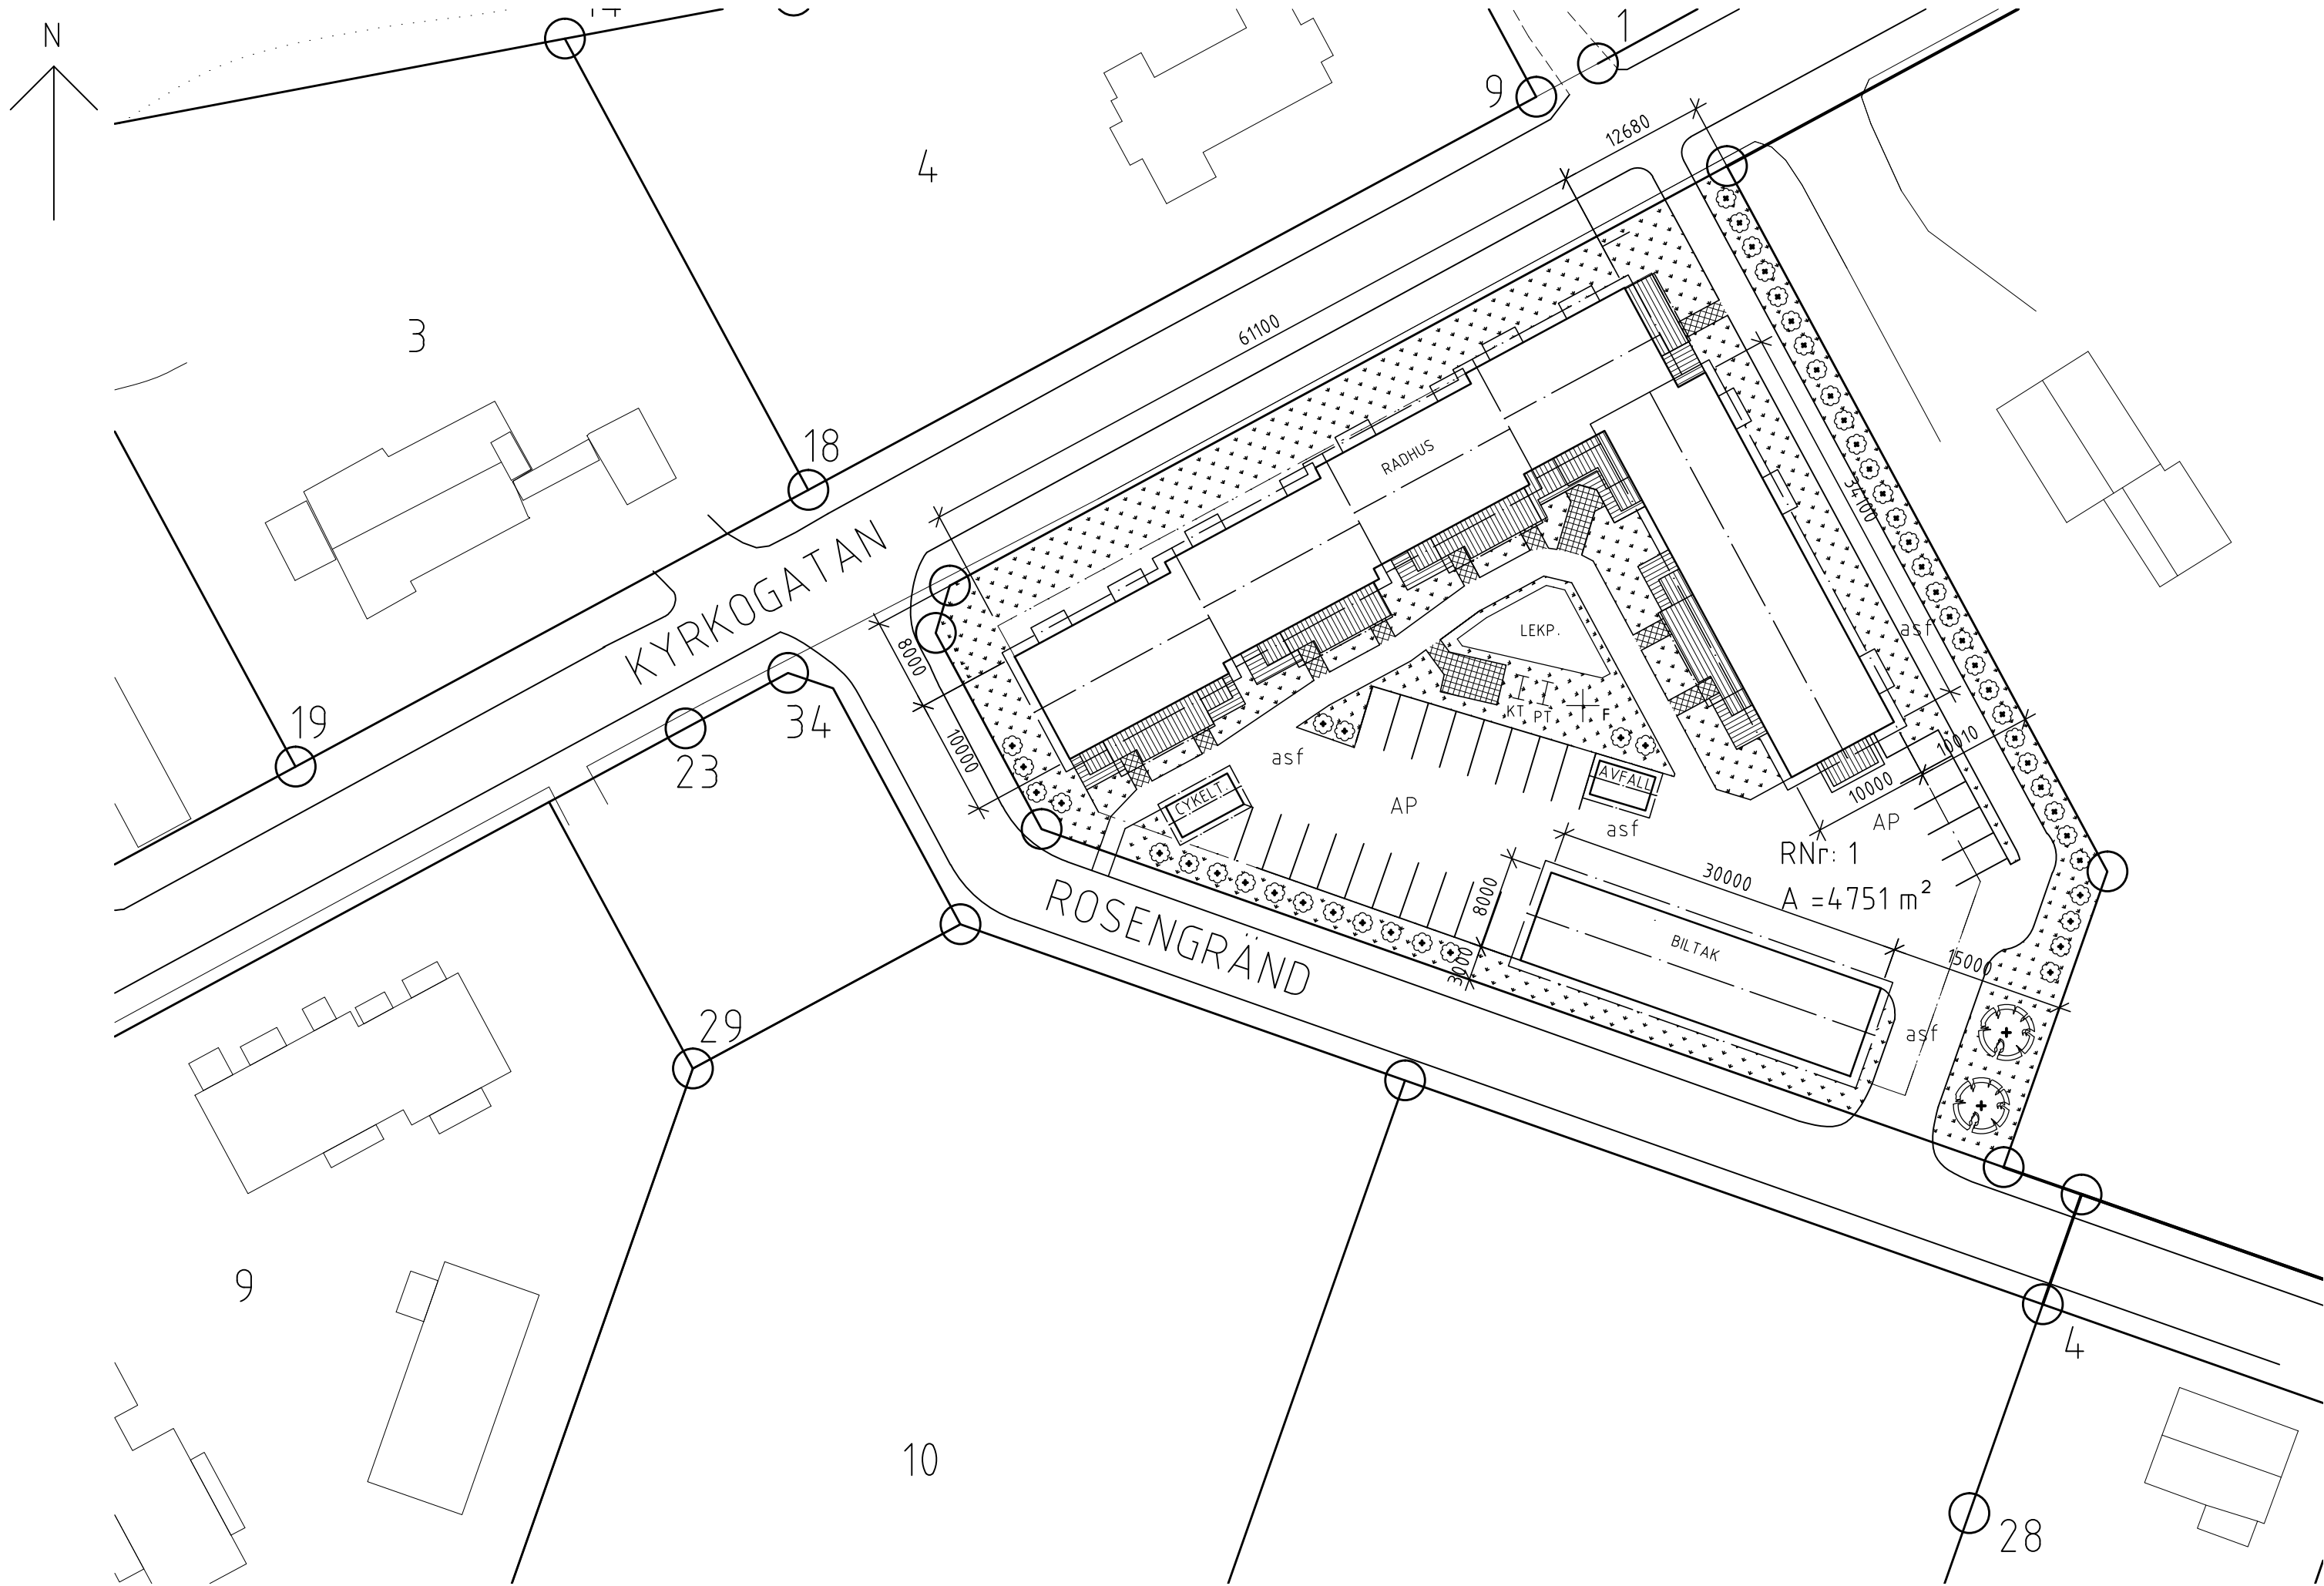 N
1
9
12680
4
3
61100
RADHUS
18
KYRKOGATAN
34100
LEKP.
asf
8000
19
34
23
10000
KT
PT
F
asf
10010
AVFALL
10000
CYKELT.
AP
asf
AP
RNr: 1
A =4751 m²
30000
8000
ROSENGRÄND
3000
BILTAK
15000
asf
29
9
4
10
28